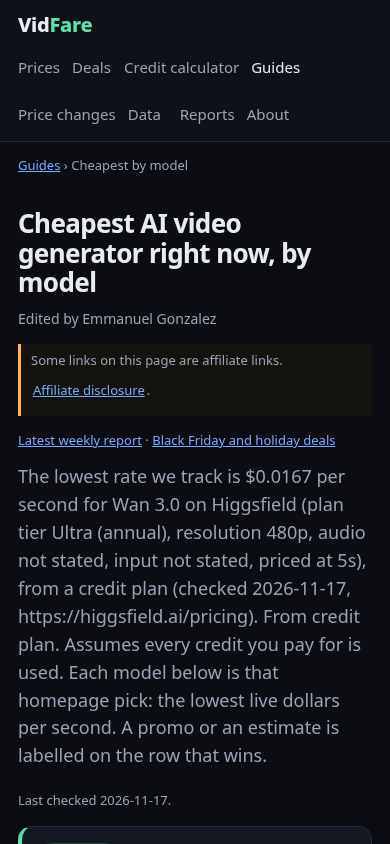 VidFare
Prices Deals Credit calculator Guides
Price changes Data Reports About
Guides › Cheapest by model
Cheapest AI video
generator right now, by
model
Edited by Emmanuel Gonzalez
Some links on this page are affiliate links.
Affiliate disclosure.
Latest weekly report · Black Friday and holiday deals
The lowest rate we track is $0.0167 per
second for Wan 3.0 on Higgsfield (plan
tier Ultra (annual), resolution 480p, audio
not stated, input not stated, priced at 5s),
from a credit plan (checked 2026-11-17,
https://higgsfield.ai/pricing). From credit
plan. Assumes every credit you pay for is
used. Each model below is that
homepage pick: the lowest live dollars
per second. A promo or an estimate is
labelled on the row that wins.
Last checked 2026-11-17.